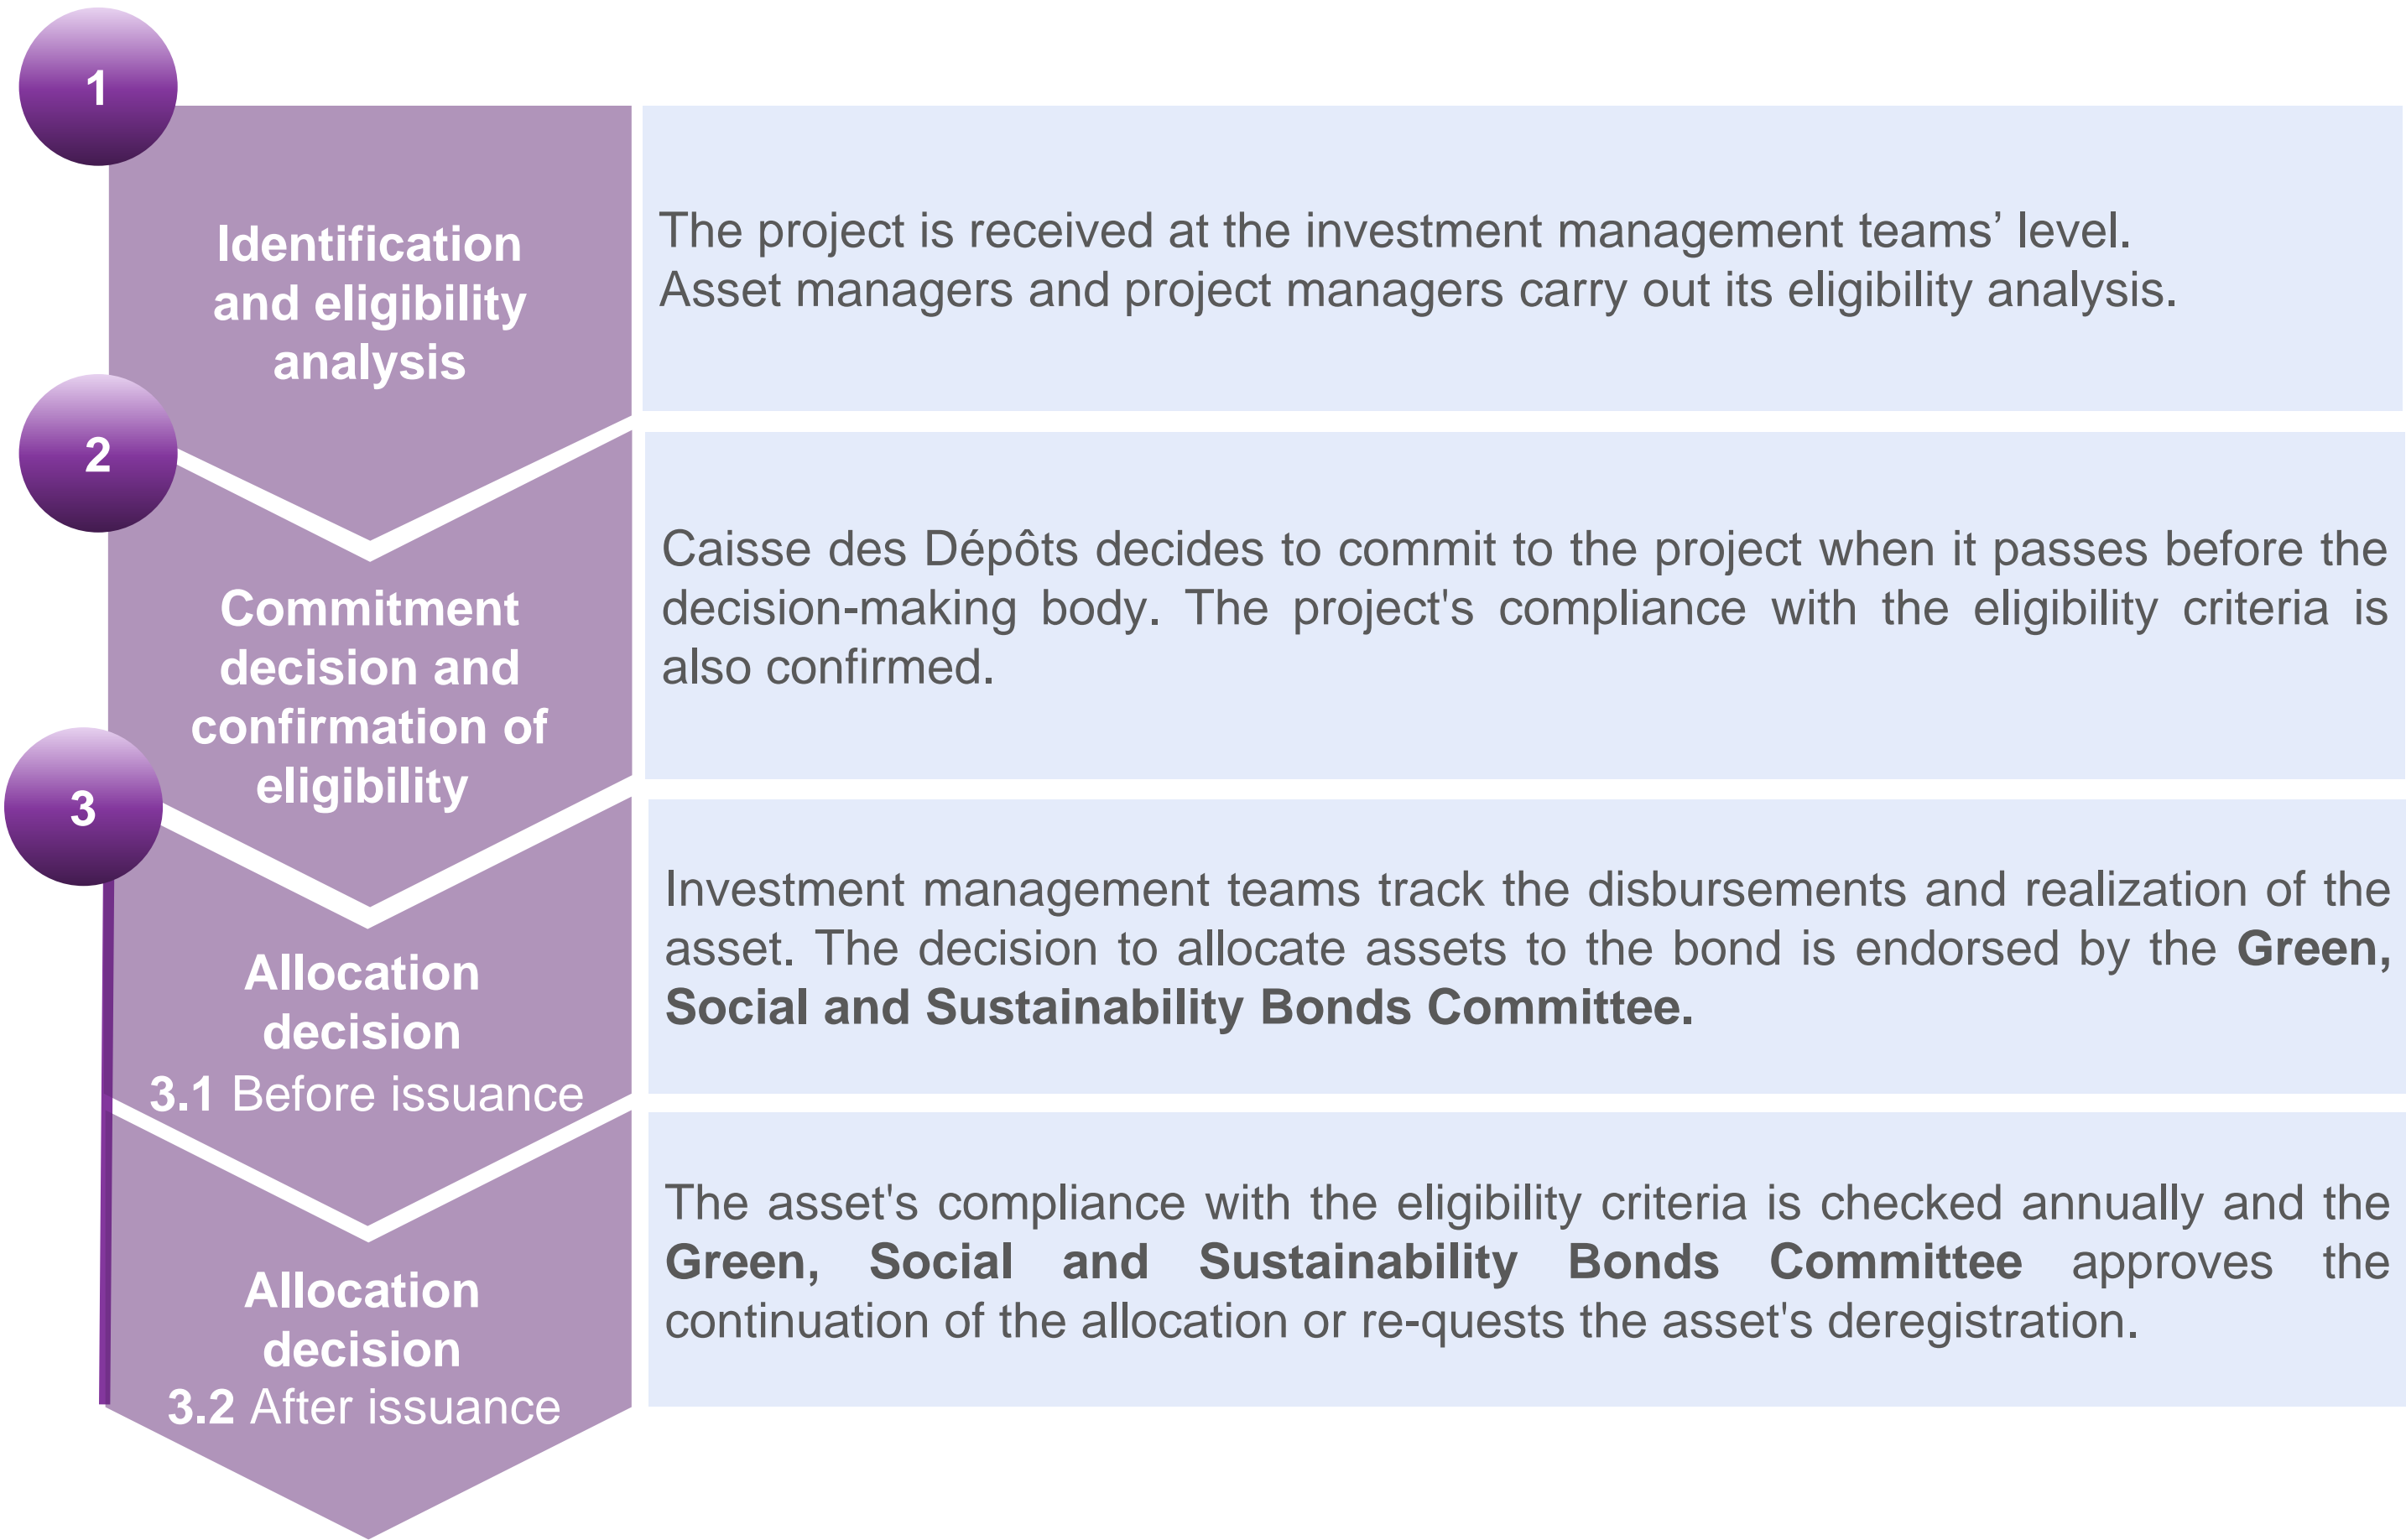 1
Identification
and eligibility
analysis
The project is received at the investment management teams’ level.
Asset managers and project managers carry out its eligibility analysis.
2
Commitment
decision and
confirmation of
eligibility
Caisse des Dépôts decides to commit to the project when it passes before the
decision-making body. The project's compliance with the eligibility criteria is
also confirmed.
3
Allocation
decision
3.1 Before issuance
Investment management teams track the disbursements and realization of the
asset. The decision to allocate assets to the bond is endorsed by the Green,
Social and Sustainability Bonds Committee.
Allocation
decision
3.2 After issuance
The asset's compliance with the eligibility criteria is checked annually and the
Green, Social and Sustainability Bonds Committee approves the
continuation of the allocation or re-quests the asset's deregistration.